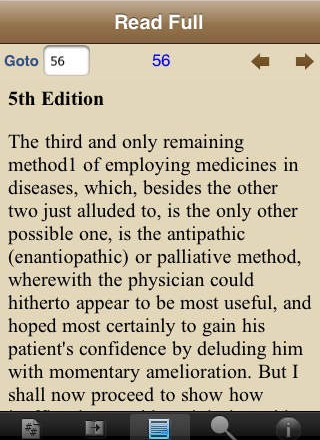 Read Full
Goto 56 56
5th Edition
The third and only remaining
method1 of employing medicines in
diseases, which, besides the other
two just alluded to, is the only other
possible one, is the antipathic
(enantiopathic) or palliative method,
wherewith the physician could
hitherto appear to be most useful, and
hoped most certainly to gain his
patient's confidence by deluding him
with momentary amelioration. But I
shall now proceed to show how